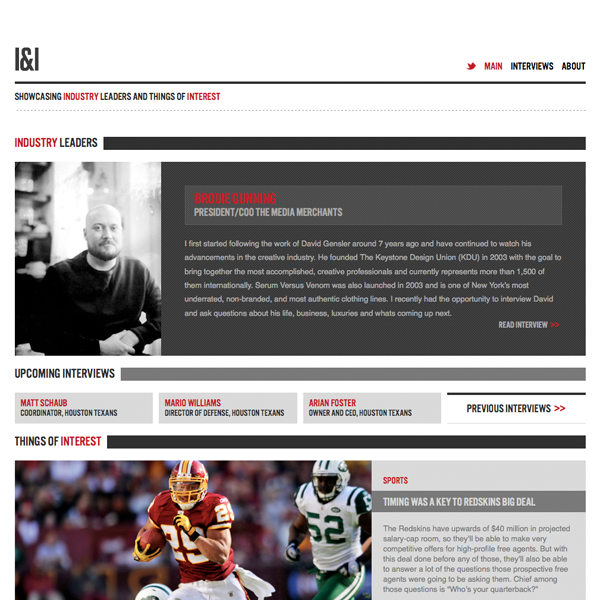 I&I
MAIN INTERVIEWS ABOUT
SHOWCASING INDUSTRY LEADERS AND THINGS OF INTEREST
INDUSTRY LEADERS
BRODIE GUNNING
PRESIDENT/COO THE MEDIA MERCHANTS
I first started following the work of David Gensler around 7 years ago and have continued to watch his
advancements in the creative industry. He founded The Keystone Design Union (KDU) in 2003 with the goal to
bring together the most accomplished, creative professionals and currently represents more than 1,500 of
them internationally. Serum Versus Venom was also launched in 2003 and is one of New York's most
underrated, non-branded, and most authentic clothing lines. I recently had the opportunity to interview David
and ask questions about his life, business, luxuries and whats coming up next.
READ INTERVIEW >>
UPCOMING INTERVIEWS
MATT SCHAUB
COORDINATOR, HOUSTON TEXANS
MARIO WILLIAMS
DIRECTOR OF DEFENSE, HOUSTON TEXANS
ARIAN FOSTER
OWNER AND CEO, HOUSTON TEXANS
PREVIOUS INTERVIEWS >>
THINGS OF INTEREST
25
52
SPORTS
TIMING WAS A KEY TO REDSKINS BIG DEAL
The Redskins have upwards of $40 million in projected
salary-cap room, so they'll be able to make very
competitive offers for high-profile free agents. But with
this deal done before any of those, they'll also be able
to answer a lot of the questions those prospective free
agents were going to be asking them. Chief among
those questions is "Who's your quarterback?"